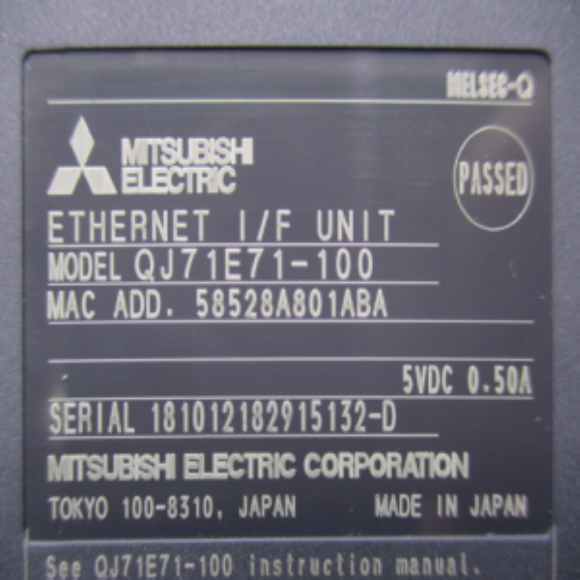 MELSEC-Q
MITSUBISHI
ELECTRIC
PASSED
ETHERNET I/F UNIT
MODEL QJ71E71-100
MAC ADD. 58528A801ABA
5VDC 0.50A
SERIAL 181012182915132-D
MITSUBISHI ELECTRIC CORPORATION
TOKYO 100-8310, JAPAN MADE IN JAPAN
See QJ71E71-100 instruction manual.